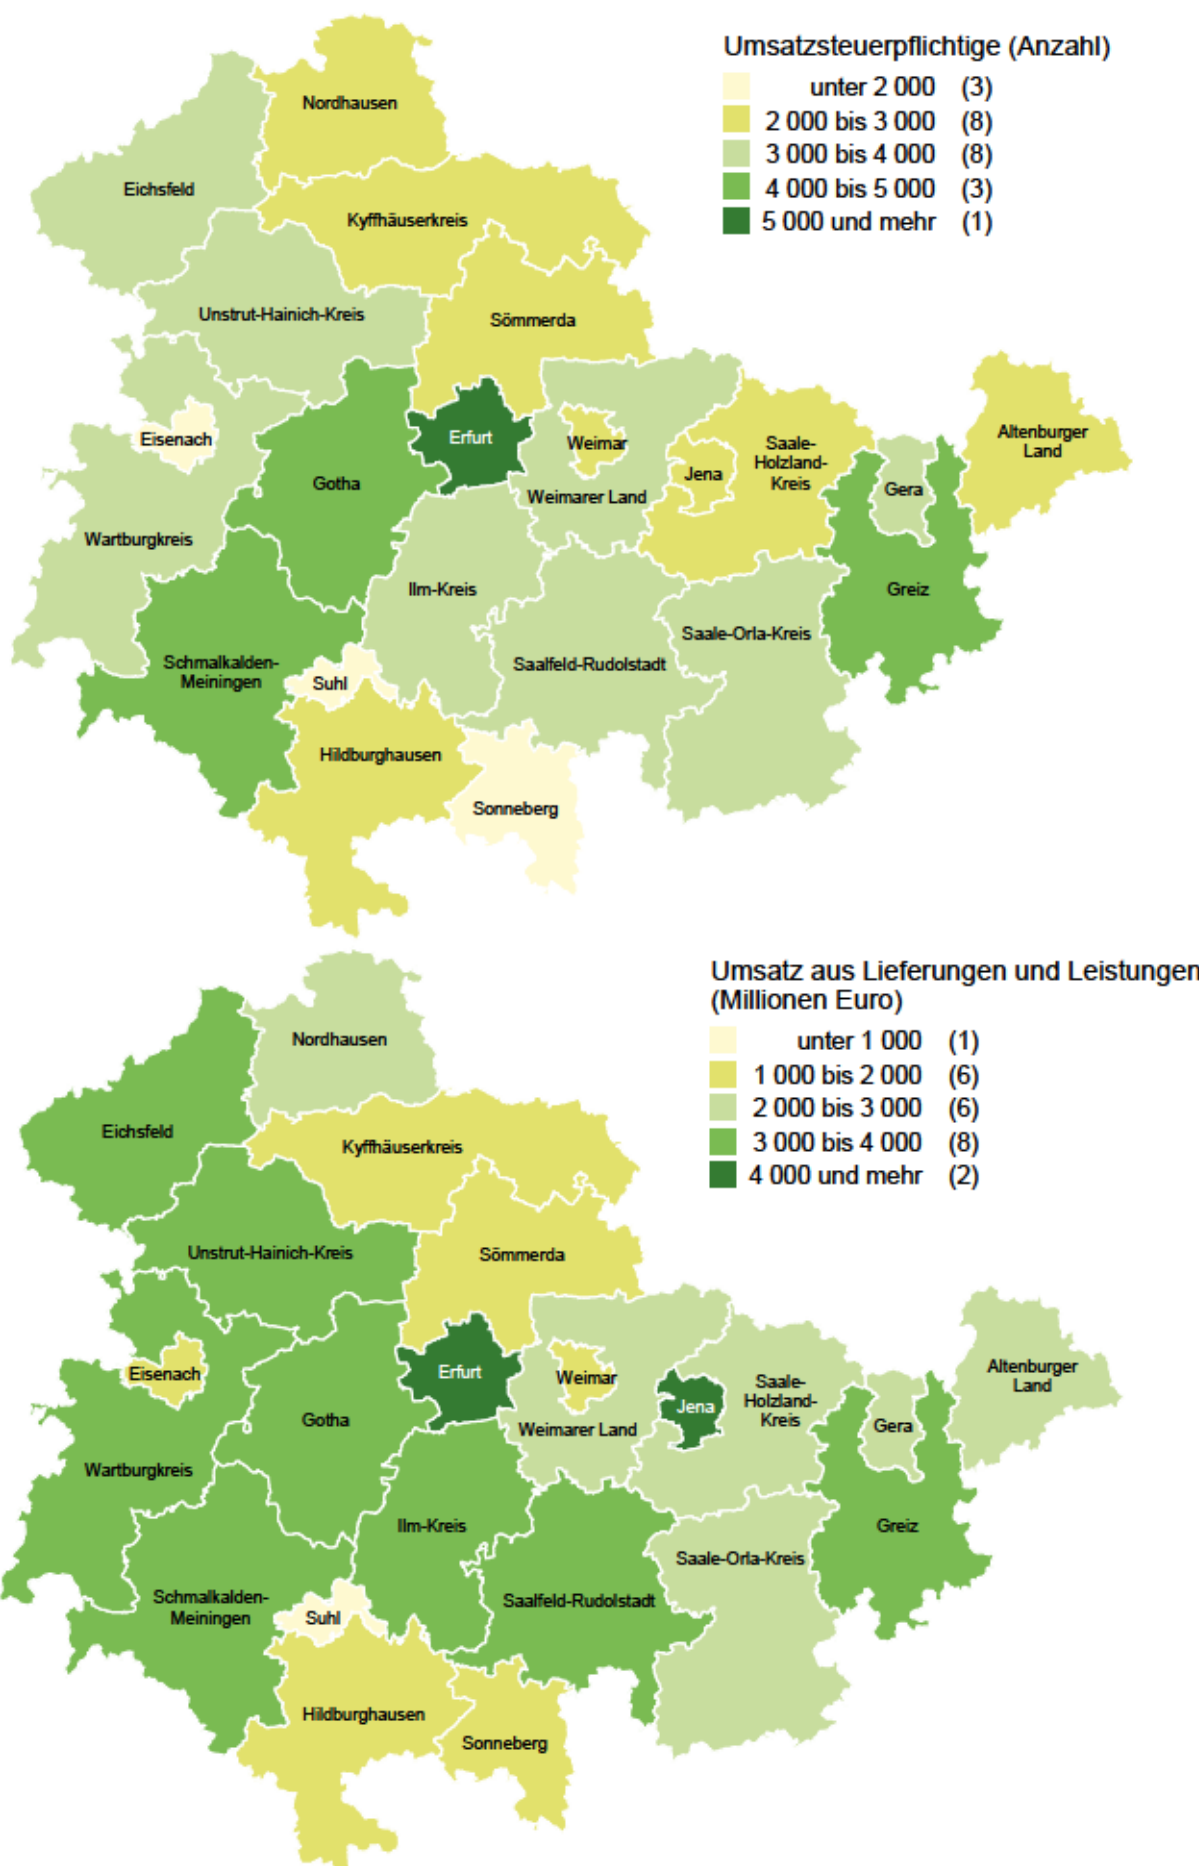 Umsatzsteuerpflichtige (Anzahl)
unter 2 000 (3)
2 000 bis 3 000 (8)
3 000 bis 4 000 (8)
4 000 bis 5 000 (3)
5 000 und mehr (1)
Nordhausen
Eichsfeld
Kyffhäuserkreis
Unstrut-Hainich-Kreis
Sömmerda
Eisenach
Erfurt
Weimar
Saale-
Holzland-
Kreis
Altenburger
Land
Jena
Gotha
Gera
Weimarer Land
Wartburgkreis
Ilm-Kreis
Greiz
Saale-Orla-Kreis
Schmalkalden-
Meiningen
Saalfeld-Rudolstadt
Suhl
Hildburghausen
Sonneberg
Umsatz aus Lieferungen und Leistungen
(Millionen Euro)
unter 1 000 (1)
1 000 bis 2 000 (6)
2 000 bis 3 000 (6)
3 000 bis 4 000 (8)
4 000 und mehr (2)
Nordhausen
Eichsfeld
Kyffhäuserkreis
Unstrut-Hainich-Kreis
Sömmerda
Eisenach
Erfurt
Weimar
Saale-
Holzland-
Kreis
Altenburger
Land
Jena
Gotha
Gera
Weimarer Land
Wartburgkreis
Ilm-Kreis
Greiz
Saale-Orla-Kreis
Schmalkalden-
Meiningen
Saalfeld-Rudolstadt
Suhl
Hildburghausen
Sonneberg